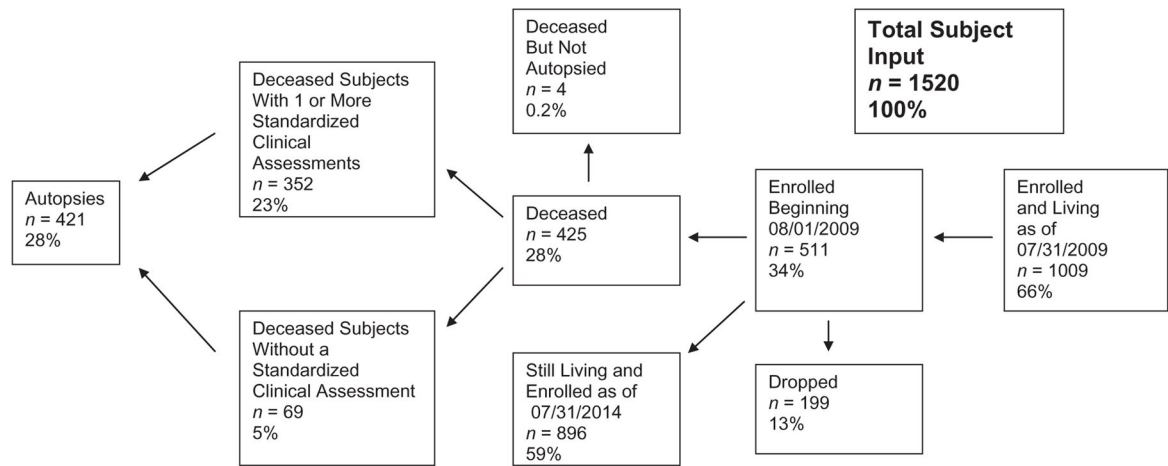 Deceased
But Not
Autopsied
n = 4
0.2%
Total Subject
Input
n = 1520
100%
Deceased Subjects
With 1 or More
Standardized
Clinical
Assessments
n = 352
23%
Autopsies
n = 421
28%
Deceased
n = 425
28%
Enrolled
Beginning
08/01/2009
n = 511
34%
Enrolled
and Living
as of
07/31/2009
n = 1009
66%
Deceased Subjects
Without a
Standardized
Clinical Assessment
n = 69
5%
Still Living and
Enrolled as of
07/31/2014
n = 896
59%
Dropped
n = 199
13%